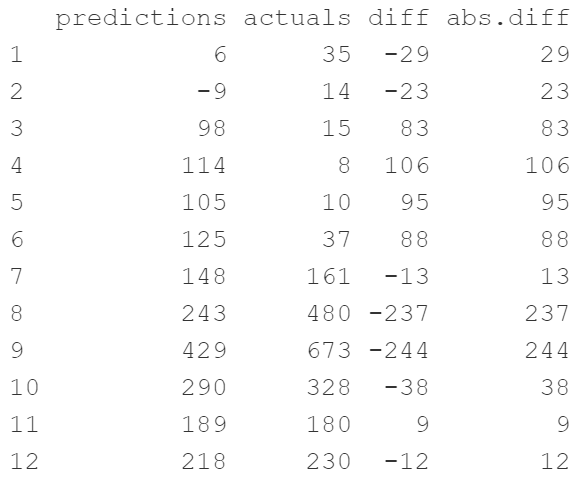 predictions actuals diff abs.diff
1 6 35 -29 29
2 -9 14 -23 23
3 98 15 83 83
4 114 8 106 106
5 105 10 95 95
6 125 37 88 88
7 148 161 -13 13
8 243 480 -237 237
9 429 673 -244 244
10 290 328 -38 38
11 189 180 9 9
12 218 230 -12 12